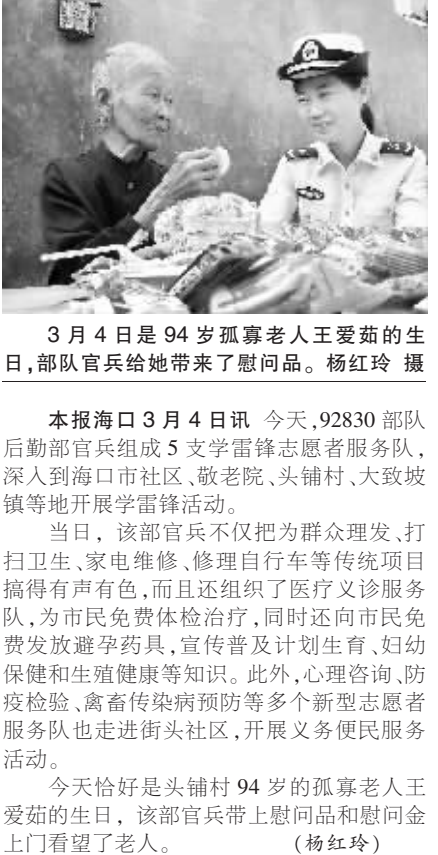 3月4日是94岁孤寡老人王爱茹的生
日,部队官兵给她带来了慰问品。杨红玲 摄
本报海口3月4日讯 今天,92830部队
后勤部官兵组成5支学雷锋志愿者服务队,
深入到海口市社区、敬老院、头铺村、大致坡
镇等地开展学雷锋活动。
当日,该部官兵不仅把为群众理发、打
扫卫生、家电维修、修理自行车等传统项目
搞得有声有色,而且还组织了医疗义诊服务
队,为市民免费体检治疗,同时还向市民免
费发放避孕药具,宣传普及计划生育、妇幼
保健和生殖健康等知识。此外,心理咨询、防
疫检验、禽畜传染病预防等多个新型志愿者
服务队也走进街头社区,开展义务便民服务
活动。
今天恰好是头铺村94岁的孤寡老人王
爱茹的生日,该部官兵带上慰问品和慰问金
上门看望了老人。 (杨红玲)